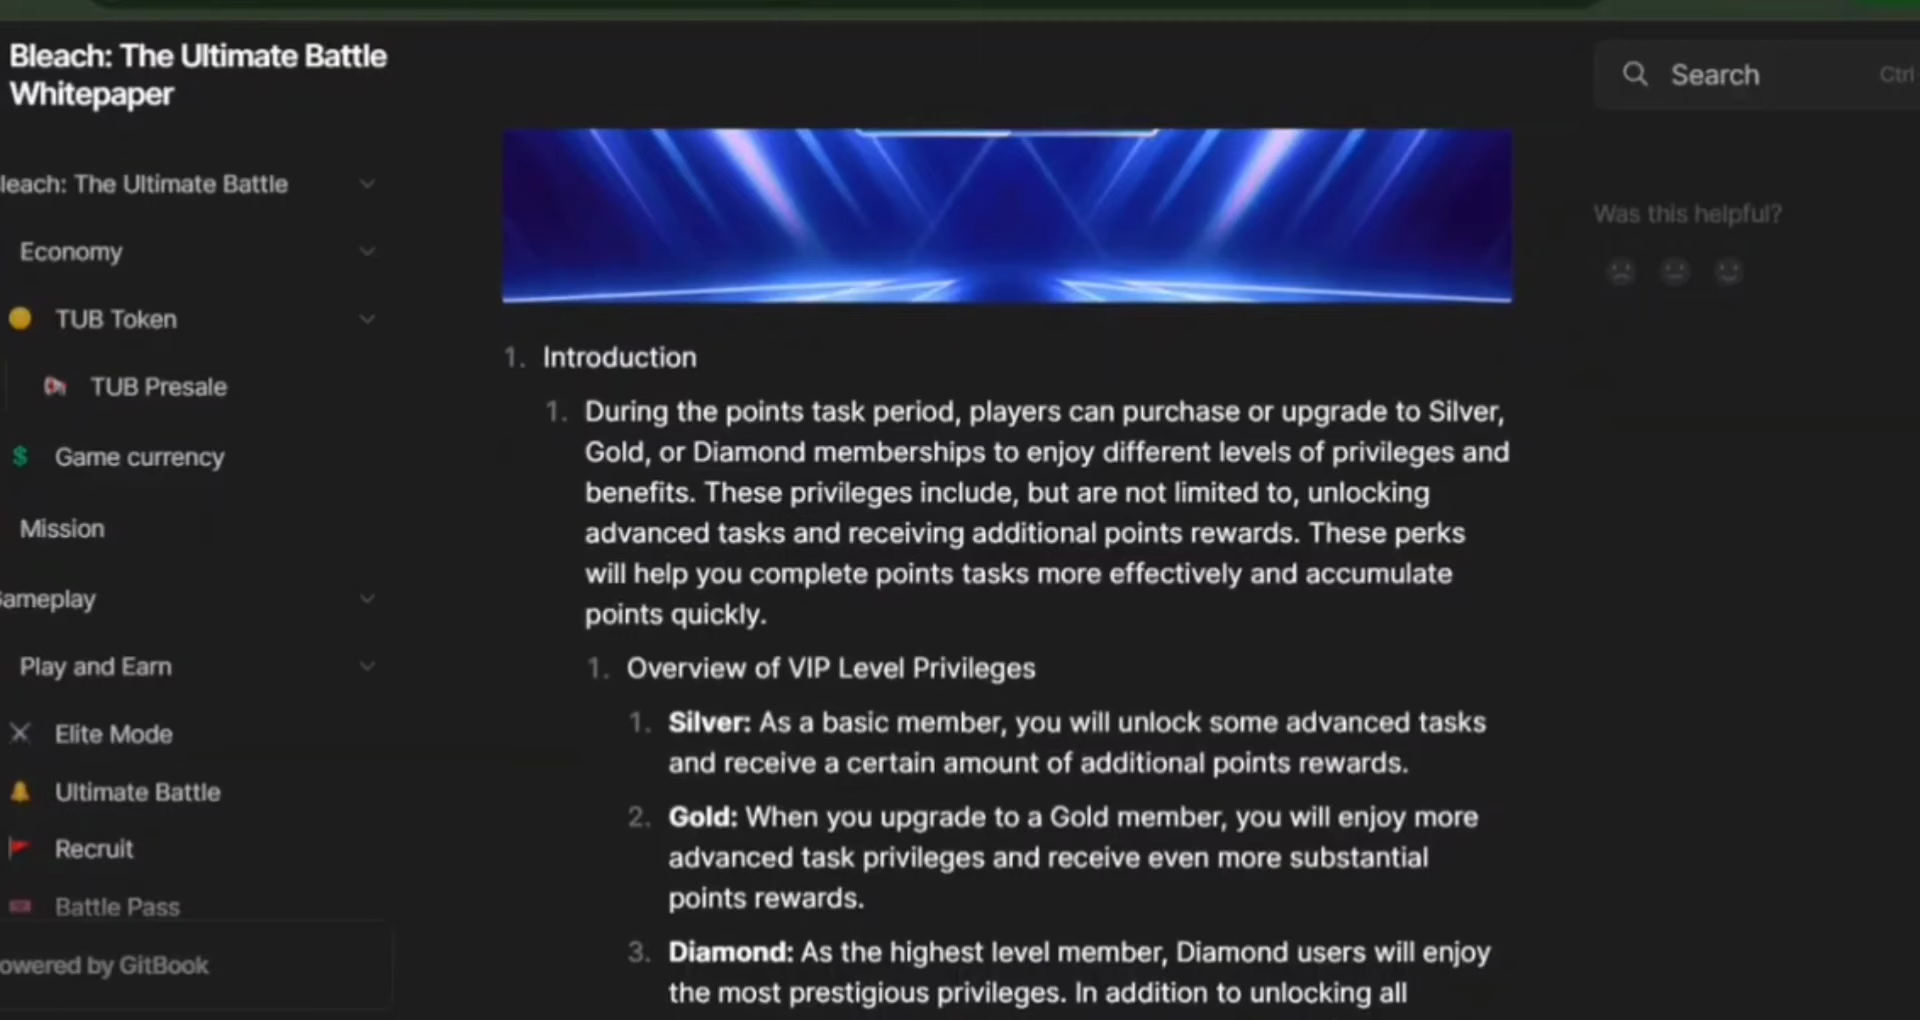 Bleach: The Ultimate Battle
Whitepaper
Search
Ctrl
leach: The Ultimate Battle
Economy
TUB Token
TUB Presale
$ Game currency
Mission
ameplay
Play and Earn
Elite Mode
Ultimate Battle
Recruit
Battle Pass
owered by GitBook
1. Introduction
1. During the points task period, players can purchase or upgrade to Silver,
Gold, or Diamond memberships to enjoy different levels of privileges and
benefits. These privileges include, but are not limited to, unlocking
advanced tasks and receiving additional points rewards. These perks
will help you complete points tasks more effectively and accumulate
points quickly.
1. Overview of VIP Level Privileges
1. Silver: As a basic member, you will unlock some advanced tasks
and receive a certain amount of additional points rewards.
2. Gold: When you upgrade to a Gold member, you will enjoy more
advanced task privileges and receive even more substantial
points rewards.
3. Diamond: As the highest level member, Diamond users will enjoy
the most prestigious privileges. In addition to unlocking all
Was this helpful?